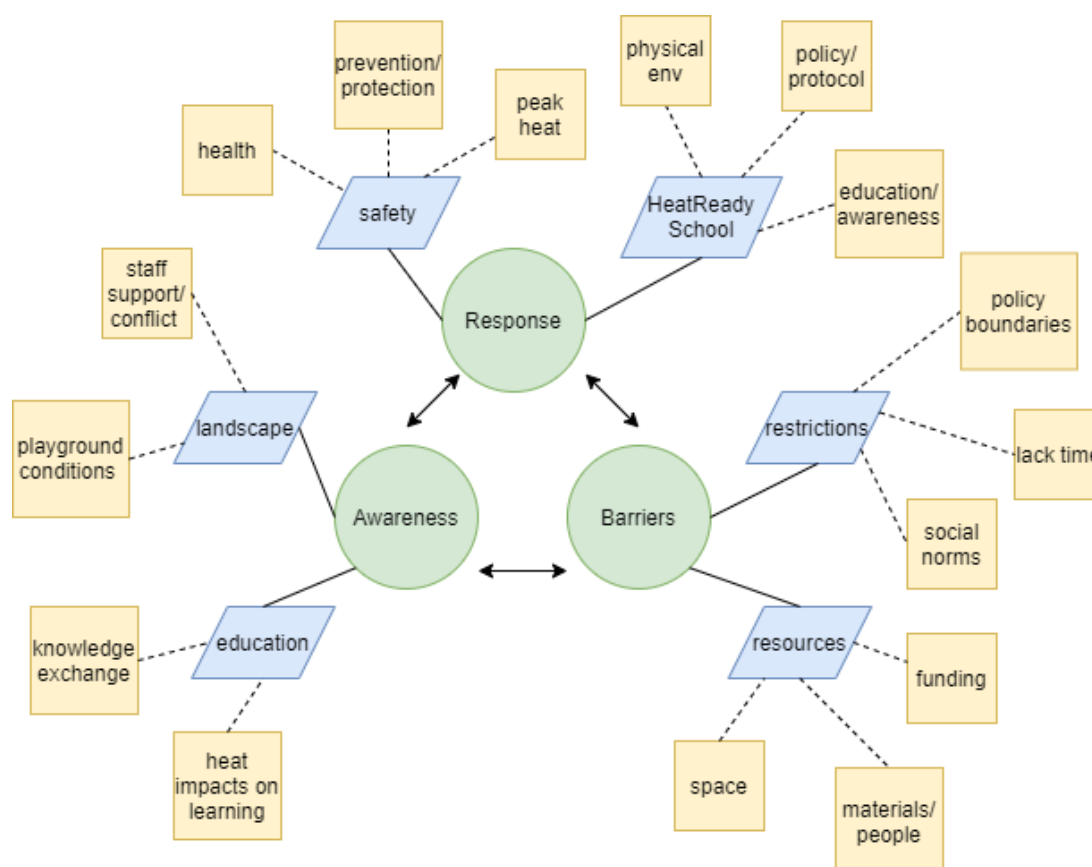 prevention/
protection
physical
env
policy/
protocol
peak
heat
health
safety
HeatReady
School
education/
awareness
staff
support/
conflict
Response
policy
boundaries
landscape
restrictions
playground
conditions
lack time
Awareness
Barriers
social
norms
education
resources
knowledge
exchange
funding
heat
impacts on
learning
space
materials/
people